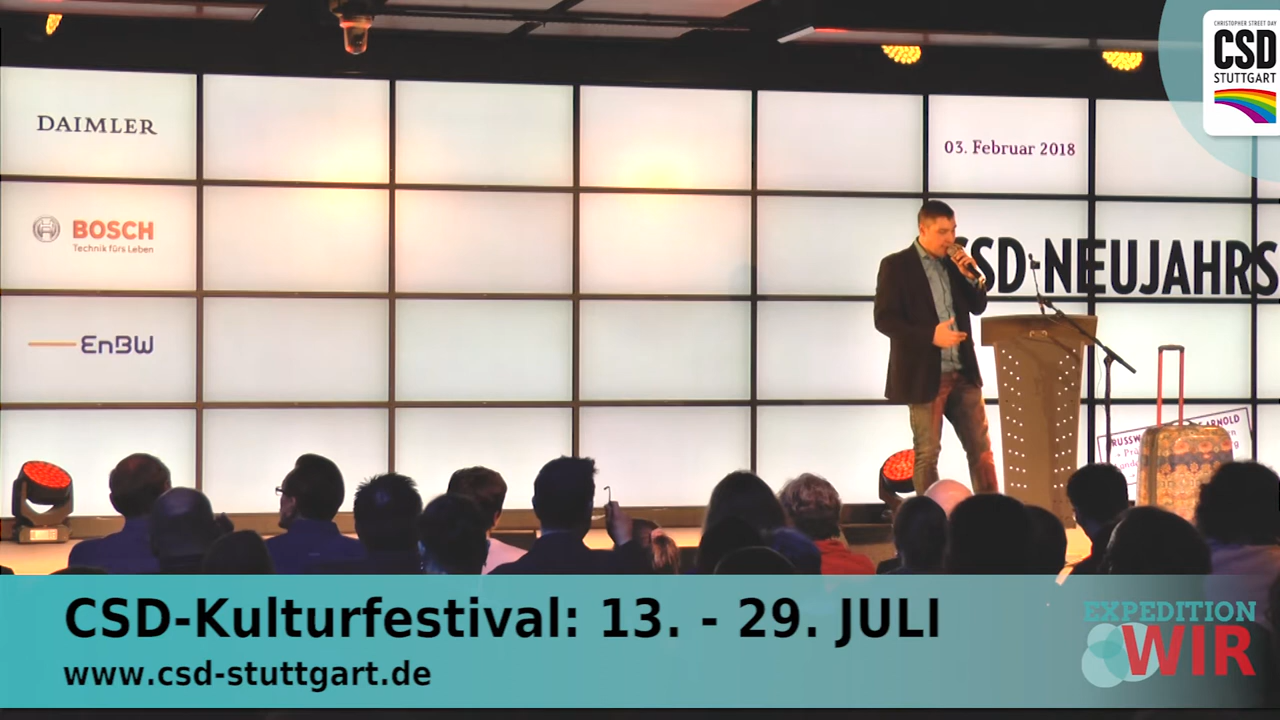 CHRISTOPHER STREET DAY
CSD
STUTTGART
DAIMLER
03. Februar 2018
BOSCH
Technik fürs Leben
CSD-NEUJAHRS
EnBW
ARNOLD
CSD-Kulturfestival: 13. - 29. JULI
www.csd-stuttgart.de
EXPEDITION
WIR